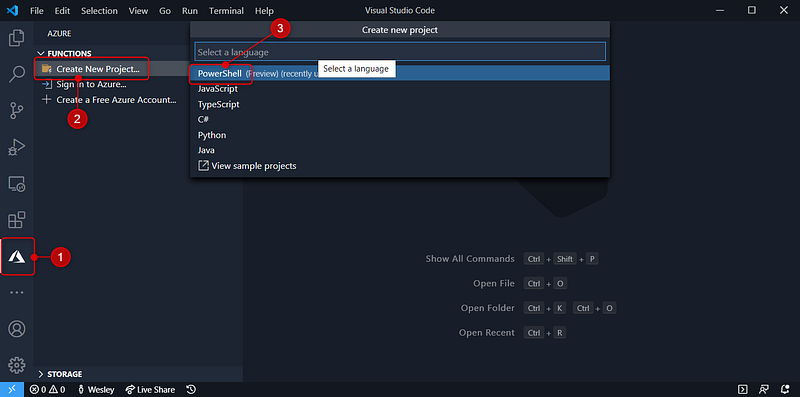 File Edit Selection View Go Run Terminal Help Visual Studio Code
AZURE
FUNCTIONS
Create New Project...
Sign in to Azure...
Create a Free Azure Account...
1
2
3
Create new project
Select a language
PowerShell (Preview) (recently u
Select a language
JavaScript
TypeScript
C#
Python
Java
View sample projects
Show All Commands Ctrl + Shift + P
Open File Ctrl + O
Open Folder Ctrl + K Ctrl + O
Open Recent Ctrl + R
STORAGE
0 0 Wesley Live Share